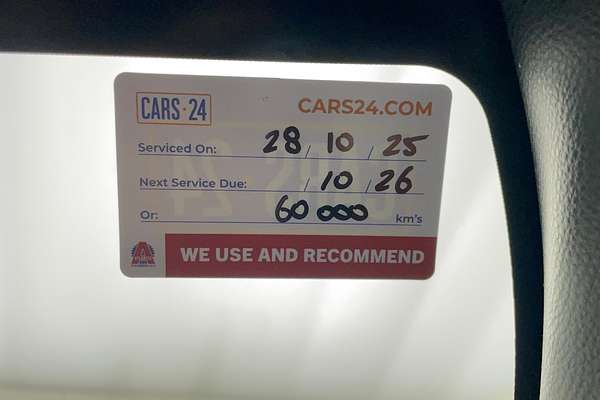 CARS·24 CARS24.COM
Serviced On: 28 / 10 / 25
Next Service Due: / 10 / 26
Or: 60 000 km's
WE USE AND RECOMMEND